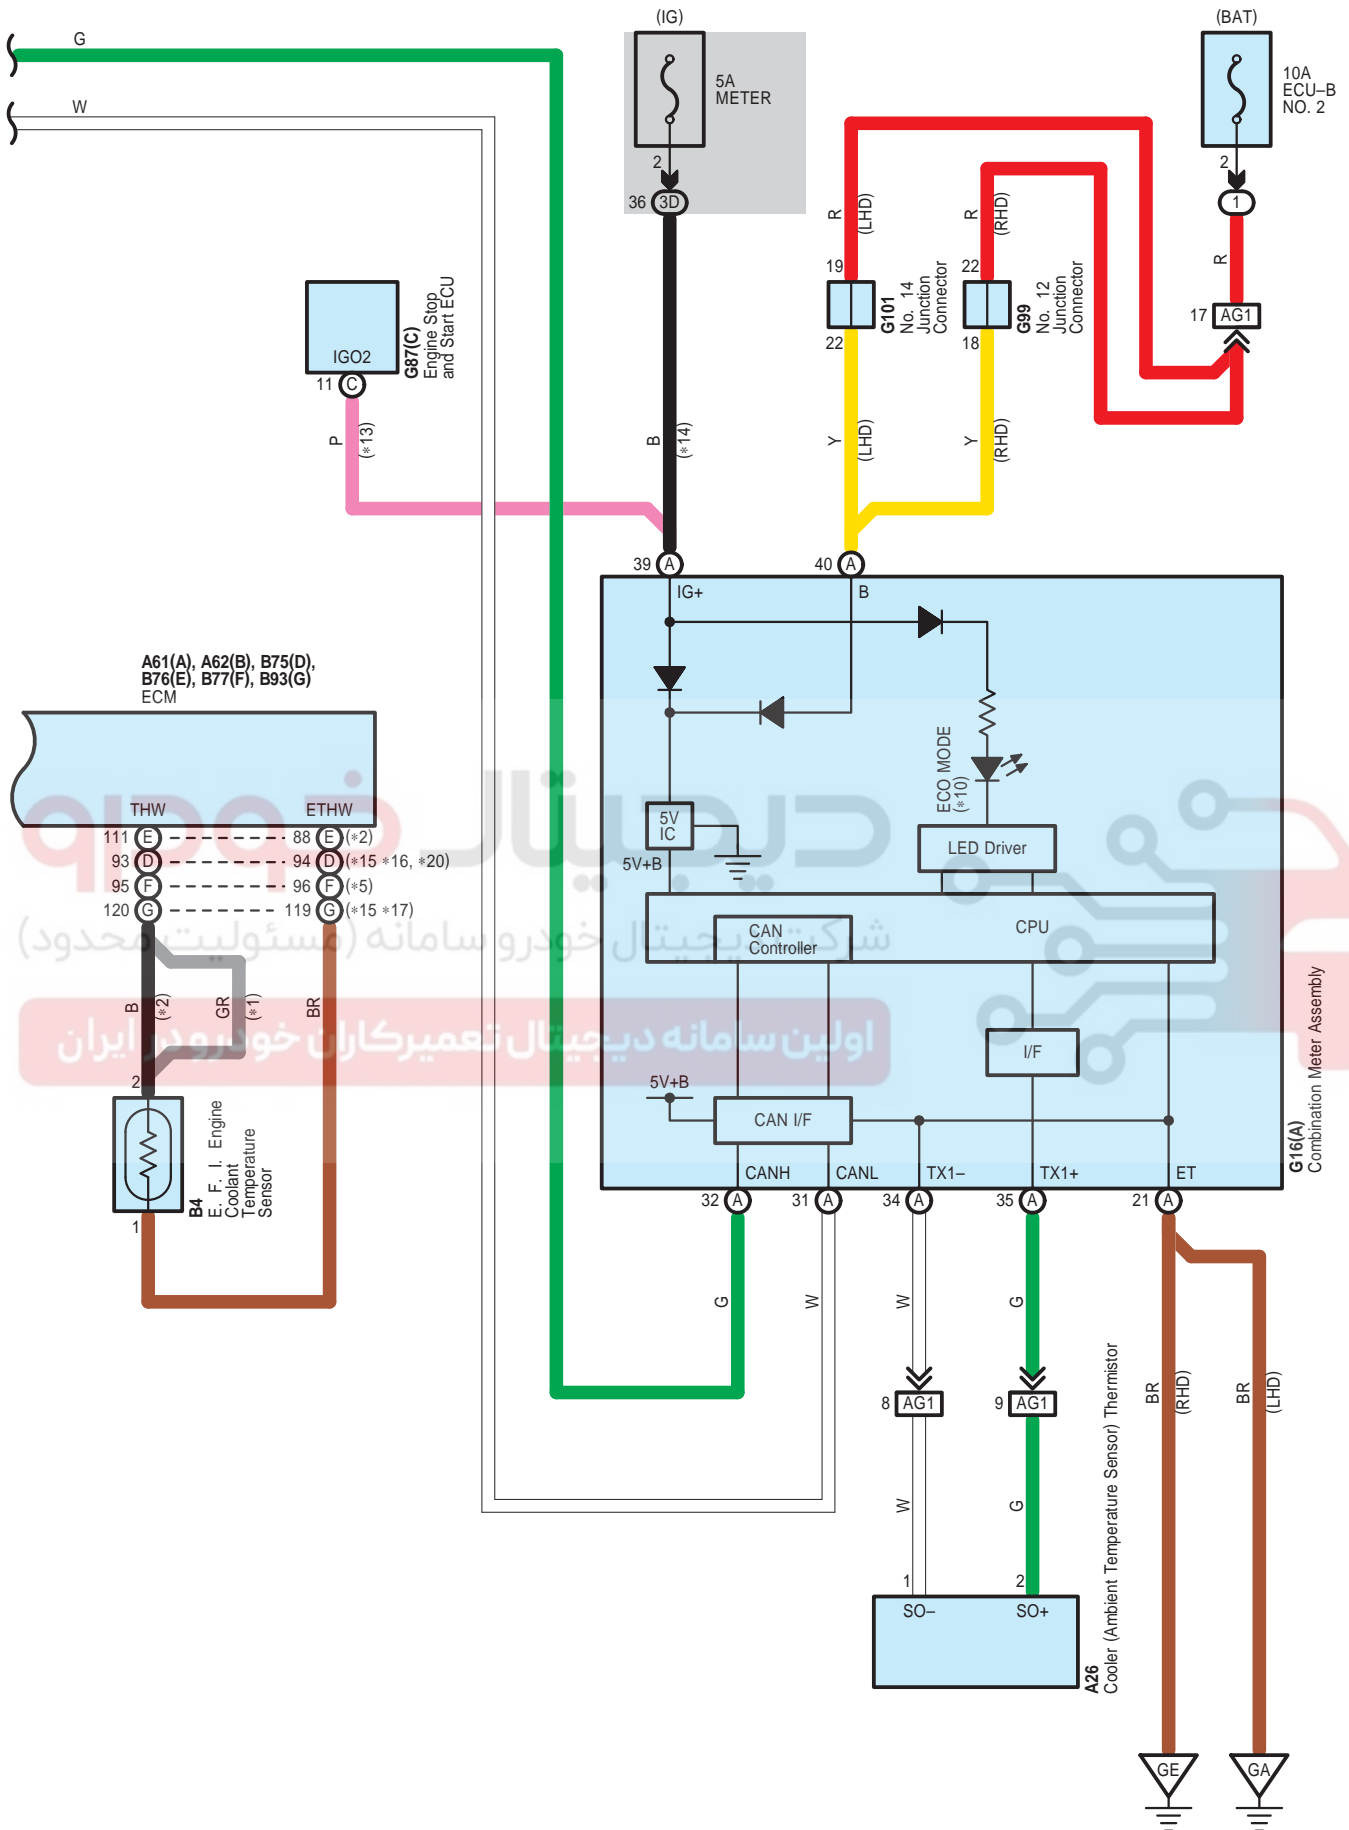 (IG)
(BAT)
G
5A
METER
10A
ECU–B
NO. 2
W
2
2
36 3D
1
R
(LHD)
R
(RHD)
R
19
22
G101
No. 14
Junction
Connector
G99
No. 12
Junction
Connector
17 AG1
22
18
IGO2
G87(C)
Engine Stop
and Start ECU
11 C
P
(*13)
B
(*14)
Y
(LHD)
Y
(RHD)
39 A
40 A
IG+
B
A61(A), A62(B), B75(D),
B76(E), B77(F), B93(G)
ECM
ECO MODE
(*10)
THW
ETHW
5V
IC
5V+B
LED Driver
111 E
88 E (*2)
93 D
94 D (*15 *16, *20)
95 F
96 F (*5)
120 G
119 G (*15 *17)
دیجیتال خودرو
شرکت دیجیتال خودرو سامانه (مسئولیت محدود)
CAN
Controller
CPU
B
(*2)
GR
(*1)
BR
اولین سامانه دیجیتال تعمیرکاران خودرو در ایران
I/F
2
5V+B
CAN I/F
B4
E. F. I. Engine
Coolant
Temperature
Sensor
1
CANH
CANL
TX1–
TX1+
ET
G16(A)
Combination Meter Assembly
32 A
31 A
34 A
35 A
21 A
G
W
W
G
BR
(RHD)
BR
(LHD)
8 AG1
9 AG1
W
G
1
2
SO–
SO+
A26
Cooler (Ambient Temperature Sensor) Thermistor
GE
GA